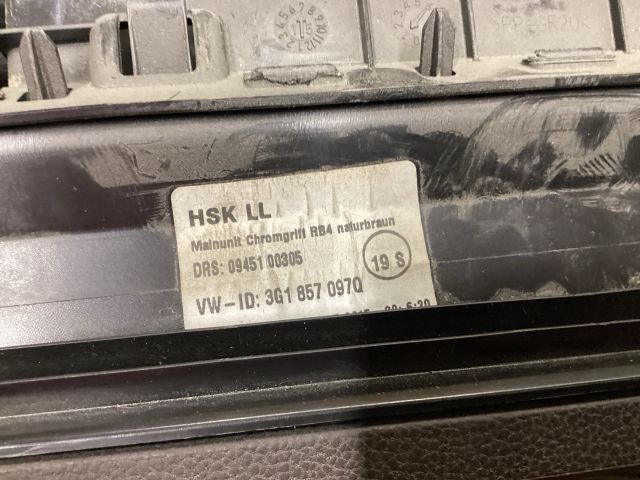 HSK LL
Mainunit Chromgriff RB4 naturbraun
DRS: 09451 00305
19 S
VW-ID: 3G1 857 097Q